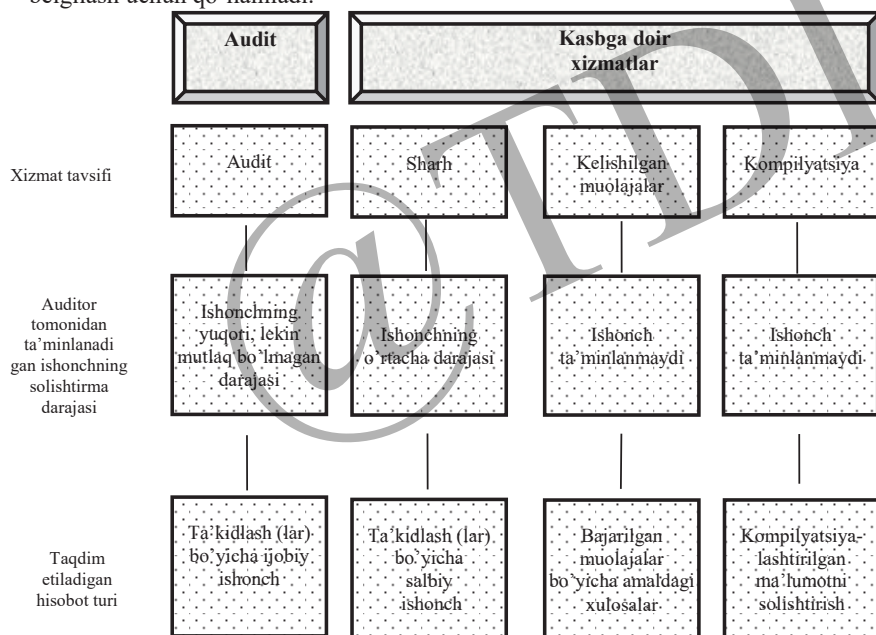 belgilash uchun qo'llaniladi.
Audit
Kasbga doir
xizmatlar
Xizmat tavsifi
Audit
Sharh
Kelishilgan
muolajalar
Kompilyatsiya
Auditor
tomonidan
ta'minlanadi
gan ishonchning
solishtirma
darajasi
Ishonchning
yuqori, lekin
mutlaq bo'lmagan
darajasi
Ishonchning
o'rtacha darajasi
Ishonch
ta'minlanmaydi
Ishonch
ta'minlanmaydi
Taqdim
etiladigan
hisobot turi
Ta'kidlash (lar)
bo'yicha ijobiy
ishonch
Ta'kidlash (lar)
bo'yicha
salbiy
ishonch
Bajarilgan
muolajalar
bo'yicha amaldagi
xulosalar
Kompilyatsiya-
lashtirilgan
ma'lumotni
solishtirish